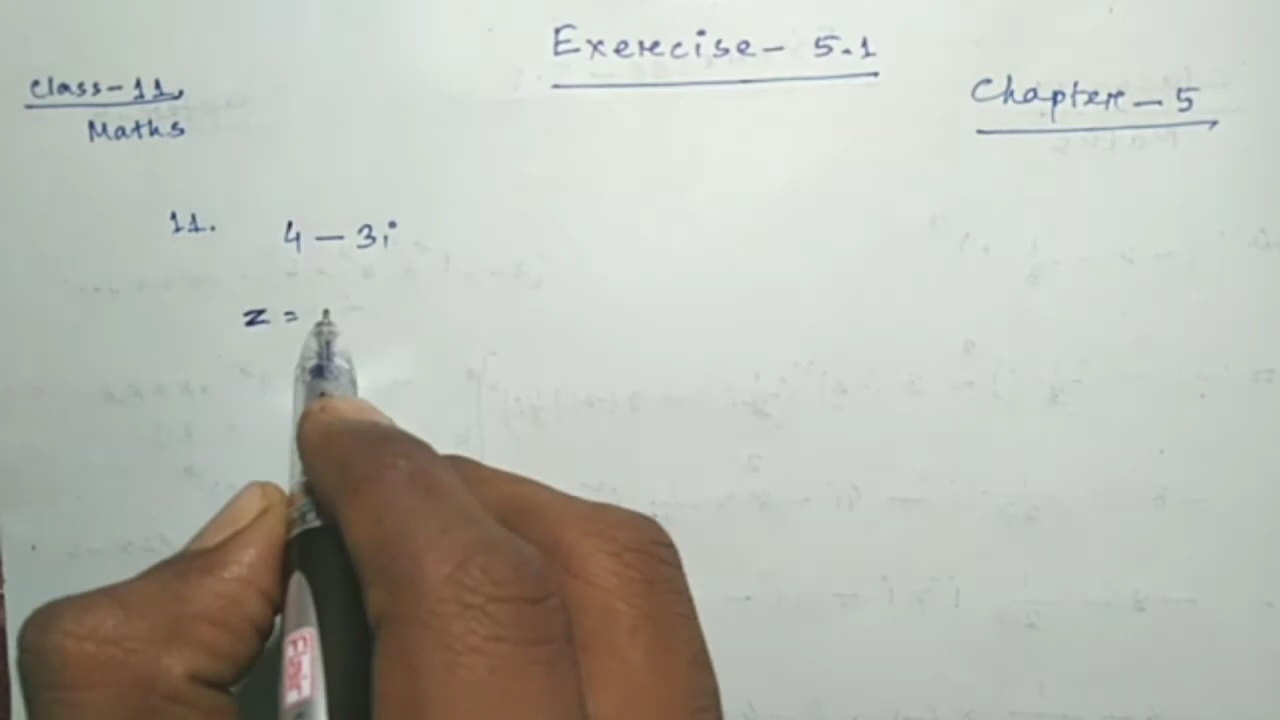 Exercise - 5.1
Class - 11
Maths
Chapter - 5
11. 4 - 3i
z =